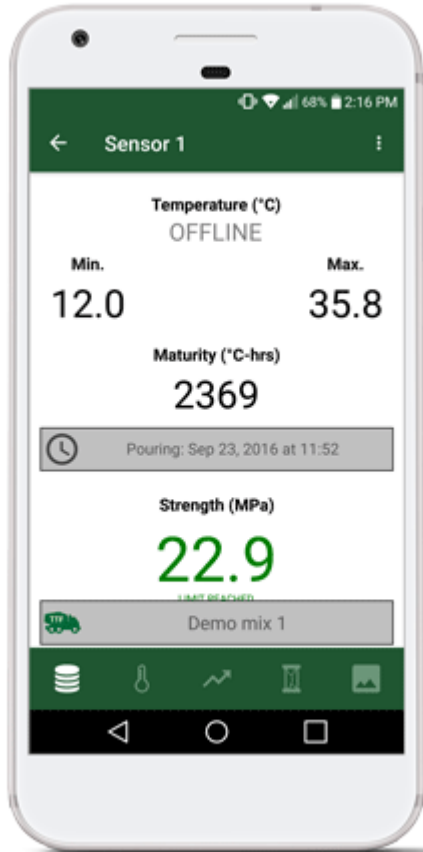 68% 2:16 PM
Sensor 1
Temperature (°C)
OFFLINE
Min. Max.
12.0 35.8
Maturity (°C-hrs)
2369
Pouring: Sep 23, 2016 at 11:52
Strength (MPa)
22.9
LIMIT REACHED
Demo mix 1